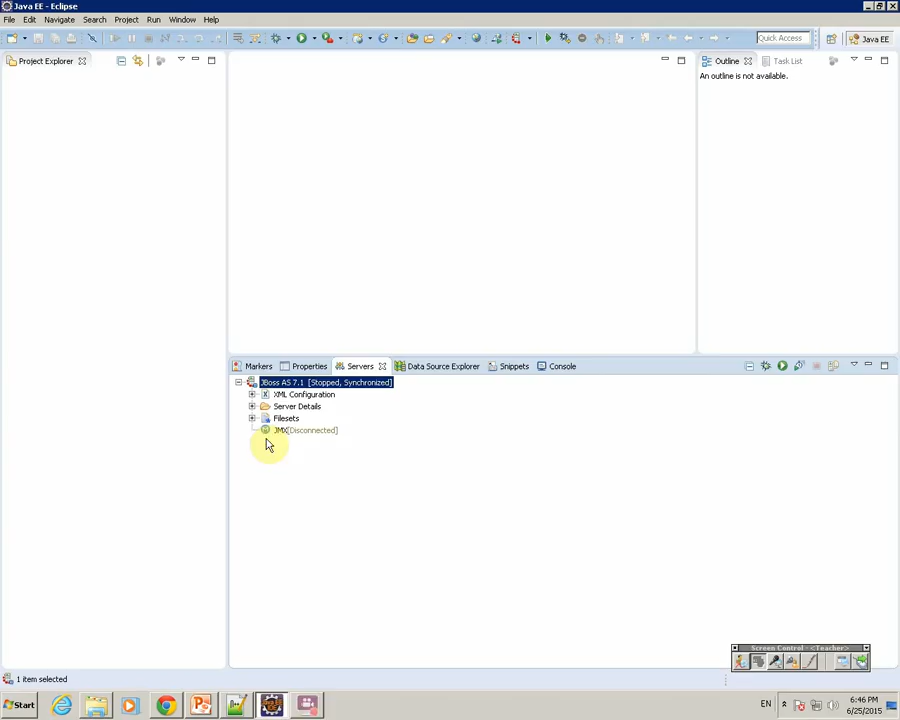 Java EE - Eclipse
File Edit Navigate Search Project Run Window Help
Quick Access
Java EE
Project Explorer
Outline
Task List
An outline is not available.
Markers
Properties
Servers
Data Source Explorer
Snippets
Console
JBoss AS 7.1 [Stopped, Synchronized]
XML Configuration
Server Details
Filesets
JMX[Disconnected]
Screen Control - <Teacher>
1 item selected
Start
EN
6:46 PM
6/25/2015